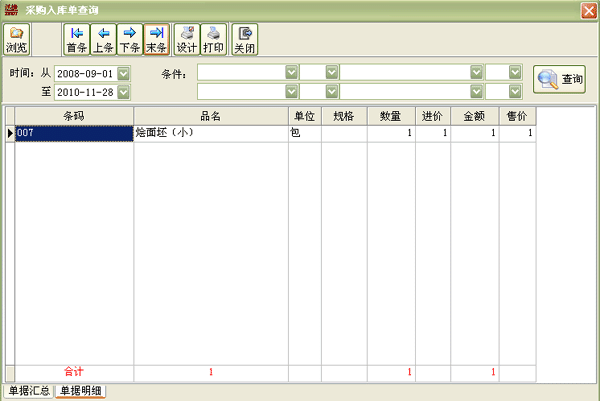 采购入库单查询
浏览 首条 上条 下条 末条 设计 打印 关闭
时间: 从 2008-09-01 条件:
至 2010-11-28
查询
条码 品名 单位 规格 数量 进价 金额 售价
007 烩面坯（小） 包 1 1 1 1
合计 1 1 1
单据汇总 单据明细